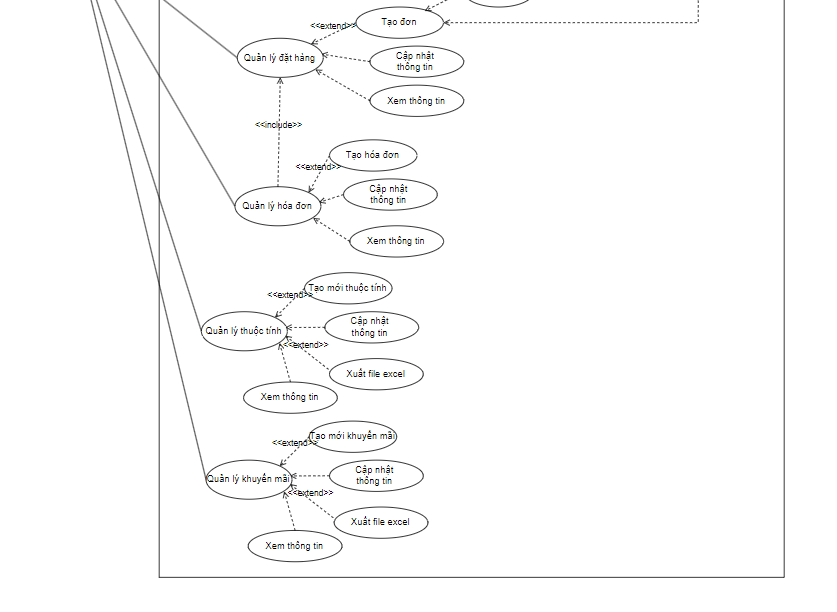 Tạo đơn
<<extend>>
Quản lý đặt hàng
Cập nhật
thông tin
Xem thông tin
<<include>>
Tạo hóa đơn
<<extend>>
Cập nhật
thông tin
Quản lý hóa đơn
Xem thông tin
Tạo mới thuộc tính
<<extend>>
Cập nhật
thông tin
Quản lý thuộc tính
<<extend>>
Xuất file excel
Xem thông tin
Tạo mới khuyến mãi
<<extend>>
Cập nhật
thông tin
Quản lý khuyến mãi
<<extend>>
Xuất file excel
Xem thông tin